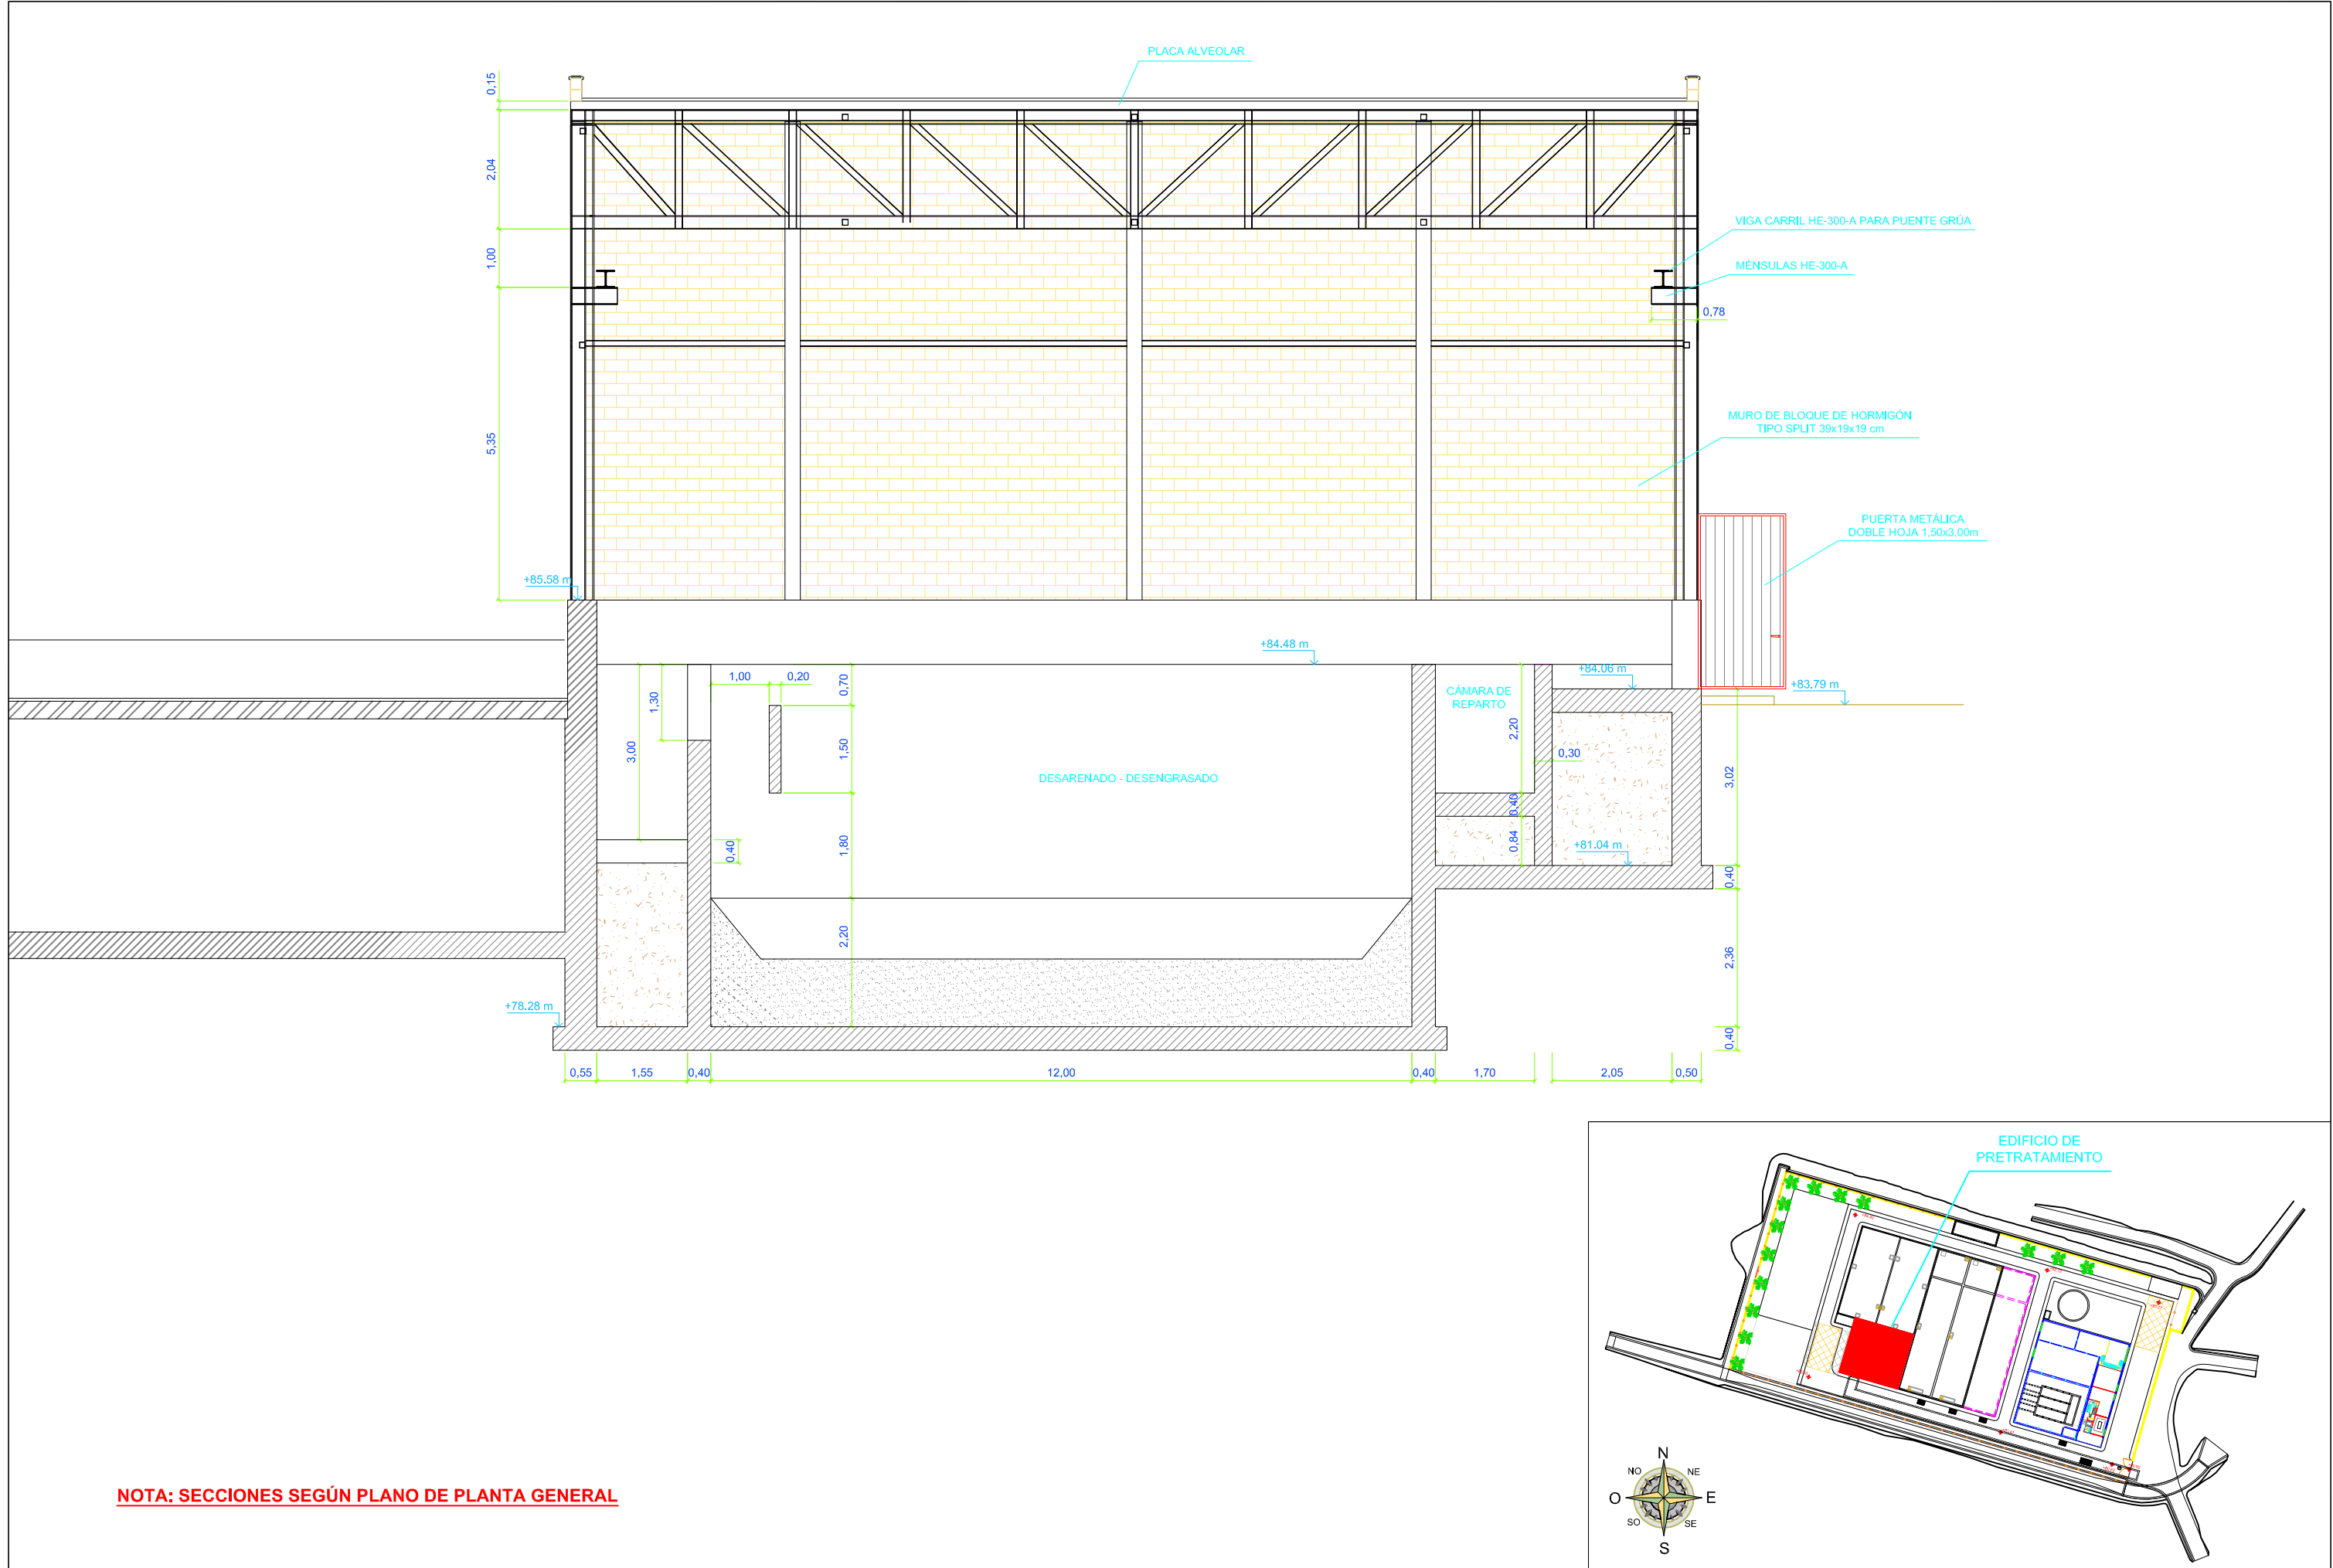 PLACA ALVEOLAR
0,15
2,04
1,00
5,35
VIGA CARRIL HE-300-A PARA PUENTE GRÚA
MÉNSULAS HE-300-A
0,78
MURO DE BLOQUE DE HORMIGÓN
TIPO SPLIT 39x19x19 cm
PUERTA METÁLICA
DOBLE HOJA 1,50x3,00m
+85.58 m
+84.48 m
+84.06 m
+83.79 m
1,00
0,20
0,70
1,30
3,00
1,50
CÁMARA DE
REPARTO
2,20
0,30
DESARENADO - DESENGRASADO
3,02
0,40
0,84
0,40
1,80
+81.04 m
0,40
2,20
2,36
+78.28 m
0,40
0,55
1,55
0,40
12,00
0,40
1,70
2,05
0,50
EDIFICIO DE
PRETRATAMIENTO
N
NO
NE
O
E
SO
SE
S
NOTA: SECCIONES SEGÚN PLANO DE PLANTA GENERAL